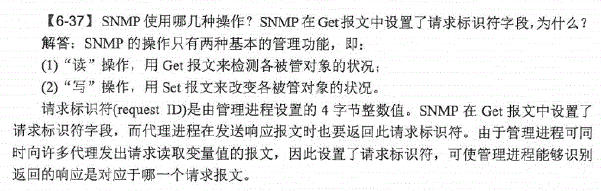 【6-37】 SNMP 使用哪几种操作？SNMP 在 Get 报文中设置了请求标识符字段，为什么？
解答：SNMP 的操作只有两种基本的管理功能，即：
(1) “读”操作，用 Get 报文来检测各被管对象的状况；
(2) “写”操作，用 Set 报文来改变各被管对象的状况。
请求标识符(request ID)是由管理进程设置的 4 字节整数值。SNMP 在 Get 报文中设置了
请求标识符字段，而代理进程在发送响应报文时也要返回此请求标识符。由于管理进程可同
时向许多代理发出请求读取变量值的报文，因此设置了请求标识符，可使管理进程能够识别
返回的响应是对应于哪一个请求报文。